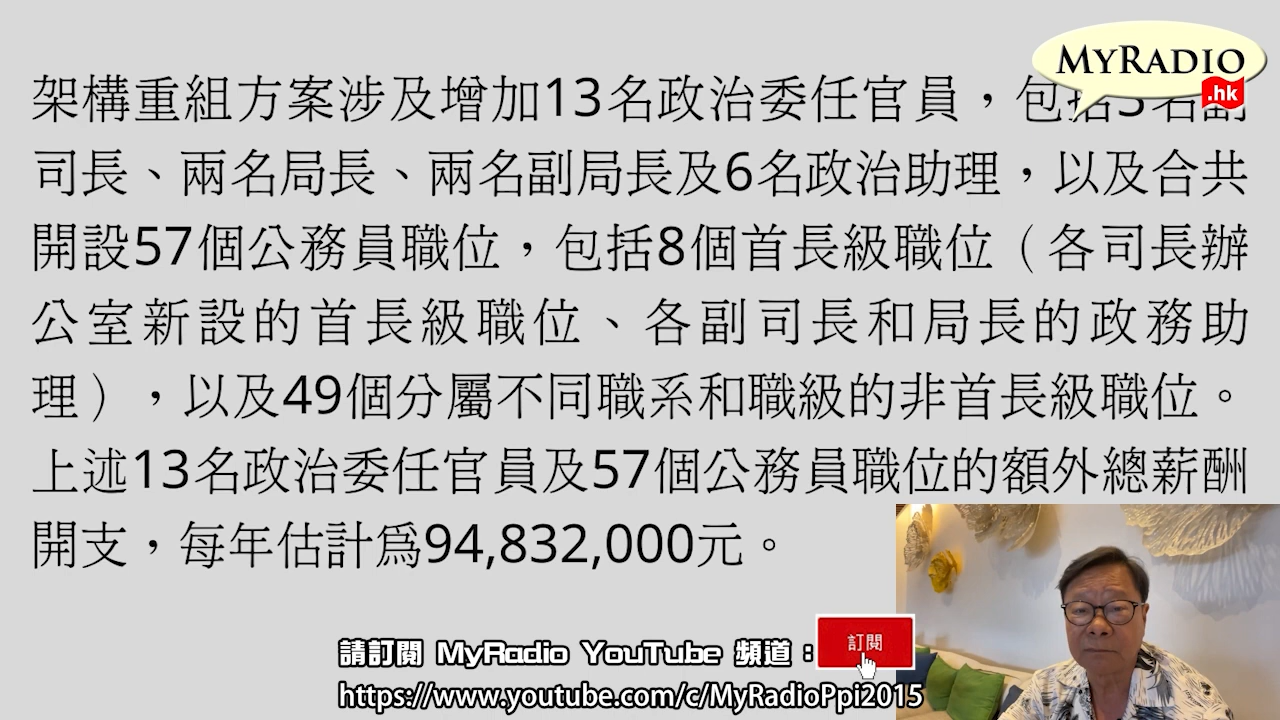 架構重組方案涉及增加13名政治委任官員，包括3名副
司長、兩名局長、兩名副局長及6名政治助理，以及合共
開設57個公務員職位，包括8個首長級職位（各司長辦
公室新設的首長級職位、各副司長和局長的政務助
理），以及49個分屬不同職系和職級的非首長級職位。
上述13名政治委任官員及57個公務員職位的額外總薪酬
開支，每年估計爲94,832,000元。
MYRADIO
.hk
請訂閱 MyRadio YouTube 頻道：
訂閱
https://www.youtube.com/c/MyRadioPpi2015